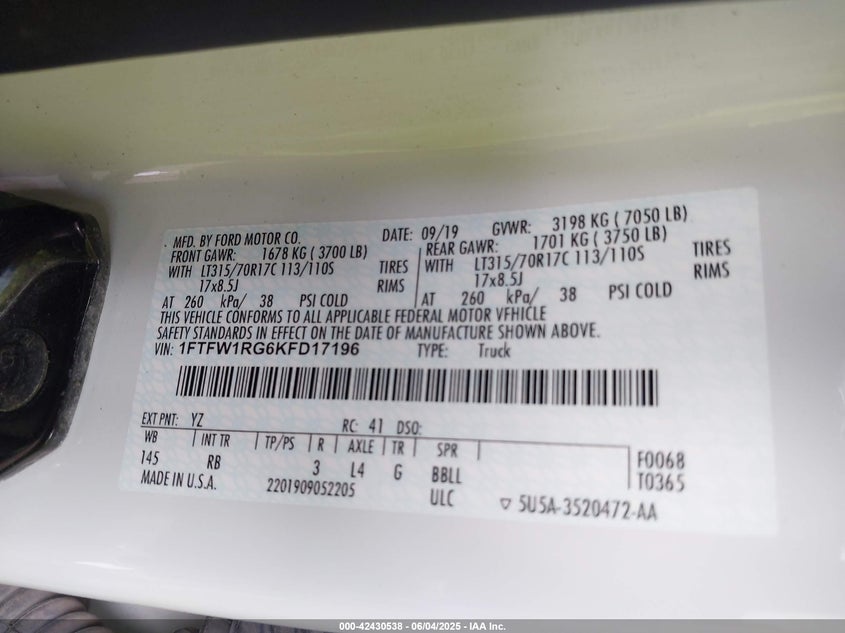 MFD. BY FORD MOTOR CO. DATE: 09/19 GVWR: 3198 KG ( 7050 LB)
FRONT GAWR: 1678 KG ( 3700 LB) REAR GAWR: 1701 KG ( 3750 LB)
WITH LT315/70R17C 113/110S TIRES WITH LT315/70R17C 113/110S TIRES
17x8.5J RIMS 17x8.5J RIMS
AT 260 kPa/ 38 PSI COLD AT 260 kPa/ 38 PSI COLD
THIS VEHICLE CONFORMS TO ALL APPLICABLE FEDERAL MOTOR VEHICLE
SAFETY STANDARDS IN EFFECT ON THE DATE OF MANUFACTURE SHOWN ABOVE.
VIN: 1FTFW1RG6KFD17196 TYPE: Truck
EXT PNT: YZ RC: 41 DSO:
WB INT TR TP/PS R AXLE TR SPR
145 RB 3 L4 G BBLL F0068
ULC T0365
MADE IN U.S.A. 2201909052205 5U5A-3520472-AA
000-42430538 - 06/04/2025 - IAA Inc.